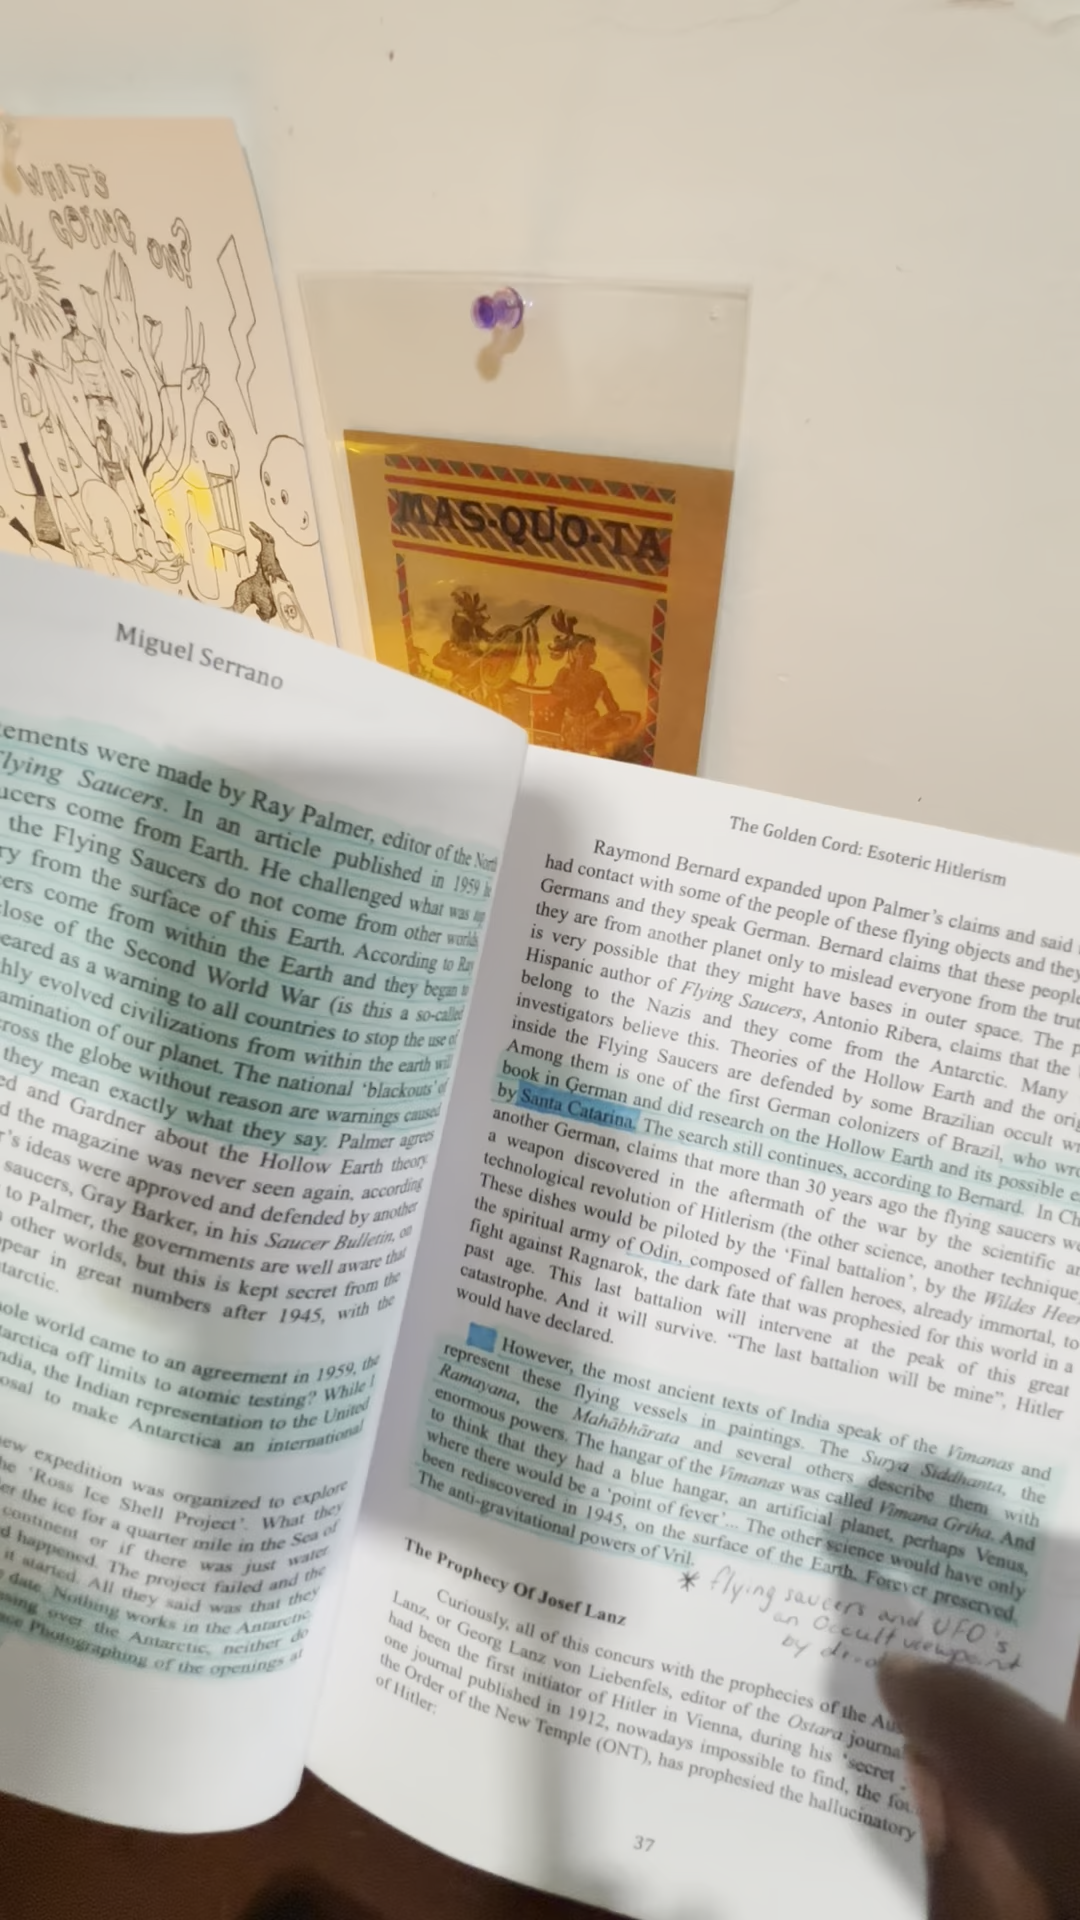 WHATS
GOING
on?
MAS-QUO-TA
Miguel Serrano
tements were made by Ray Palmer, editor of the North
Flying Saucers. In an article published in 1959 he
ucers come from Earth. He challenged what was
the Flying Saucers do not come from other worlds,
ry from the surface of this Earth. According to Ray
ers come from within the Earth and they began to
close of the Second World War (is this a so-called
eared as a warning to all countries to stop the use of
hly evolved civilizations from within the earth will
amination of our planet. The national 'blackouts' of
cross the globe without reason are warnings caused
they mean exactly what they say. Palmer agrees
ed and Gardner about the Hollow Earth theory.
d the magazine was never seen again, according
r's ideas were approved and defended by another
saucers, Gray Barker, in his Saucer Bulletin, on
to Palmer, the governments are well aware that
other worlds, but this is kept secret from the
pear in great numbers after 1945, with the
tarctic.
hole world came to an agreement in 1959, the
tarctica off limits to atomic testing? While I
ndia, the Indian representation to the United
osal to make Antarctica an international
new expedition was organized to explore
he 'Ross Ice Shell Project'. What they
er the ice for a quarter mile in the Sea of
continent or if there was just water.
d happened. The project failed and the
it started. All they said was that they
date. Nothing works in the Antarctic,
ssing over the Antarctic, neither do
ce Photographing of the openings at
The Golden Cord: Esoteric Hitlerism
Raymond Bernard expanded upon Palmer's claims and said
had contact with some of the people of these flying objects and they
Germans and they speak German. Bernard claims that these people
they are from another planet only to mislead everyone from the trut
is very possible that they might have bases in outer space. The p
Hispanic author of Flying Saucers, Antonio Ribera, claims that the
belong to the Nazis and they come from the Antarctic. Many
investigators believe this. Theories of the Hollow Earth and the orig
inside the Flying Saucers are defended by some Brazilian occult w
Among them is one of the first German colonizers of Brazil, who wro
book in German and did research on the Hollow Earth and its possible e
by Santa Catarina. The search still continues, according to Bernard. In Ch
another German, claims that more than 30 years ago the flying saucers we
a weapon discovered in the aftermath of the war by the scientific an
technological revolution of Hitlerism (the other science, another technique,
These dishes would be piloted by the 'Final battalion', by the Wildes Heer
the spiritual army of Odin, composed of fallen heroes, already immortal, to
fight against Ragnarok, the dark fate that was prophesied for this world in a
past age. This last battalion will intervene at the peak of this great
catastrophe. And it will survive. "The last battalion will be mine", Hitler
would have declared.
However, the most ancient texts of India speak of the Vimanas and
represent these flying vessels in paintings. The Surya Siddhanta, the
Ramayana, the Mahābhārata and several others describe them with
enormous powers. The hangar of the Vimanas was called Vimana Griha. And
to think that they had a blue hangar, an artificial planet, perhaps Venus,
where there would be a 'point of fever'... The other science would have only
been rediscovered in 1945, on the surface of the Earth. Forever preserved.
The anti-gravitational powers of Vril.
* flying saucers and UFO's
an Occult viewpoint
by
The Prophecy Of Josef Lanz
Curiously, all of this concurs with the prophecies of the Au
Lanz, or Georg Lanz von Liebenfels, editor of the Ostara journa
had been the first initiator of Hitler in Vienna, during his 'secret
one journal published in 1912, nowadays impossible to find, the fou
the Order of the New Temple (ONT), has prophesied the hallucinatory
of Hitler:
37